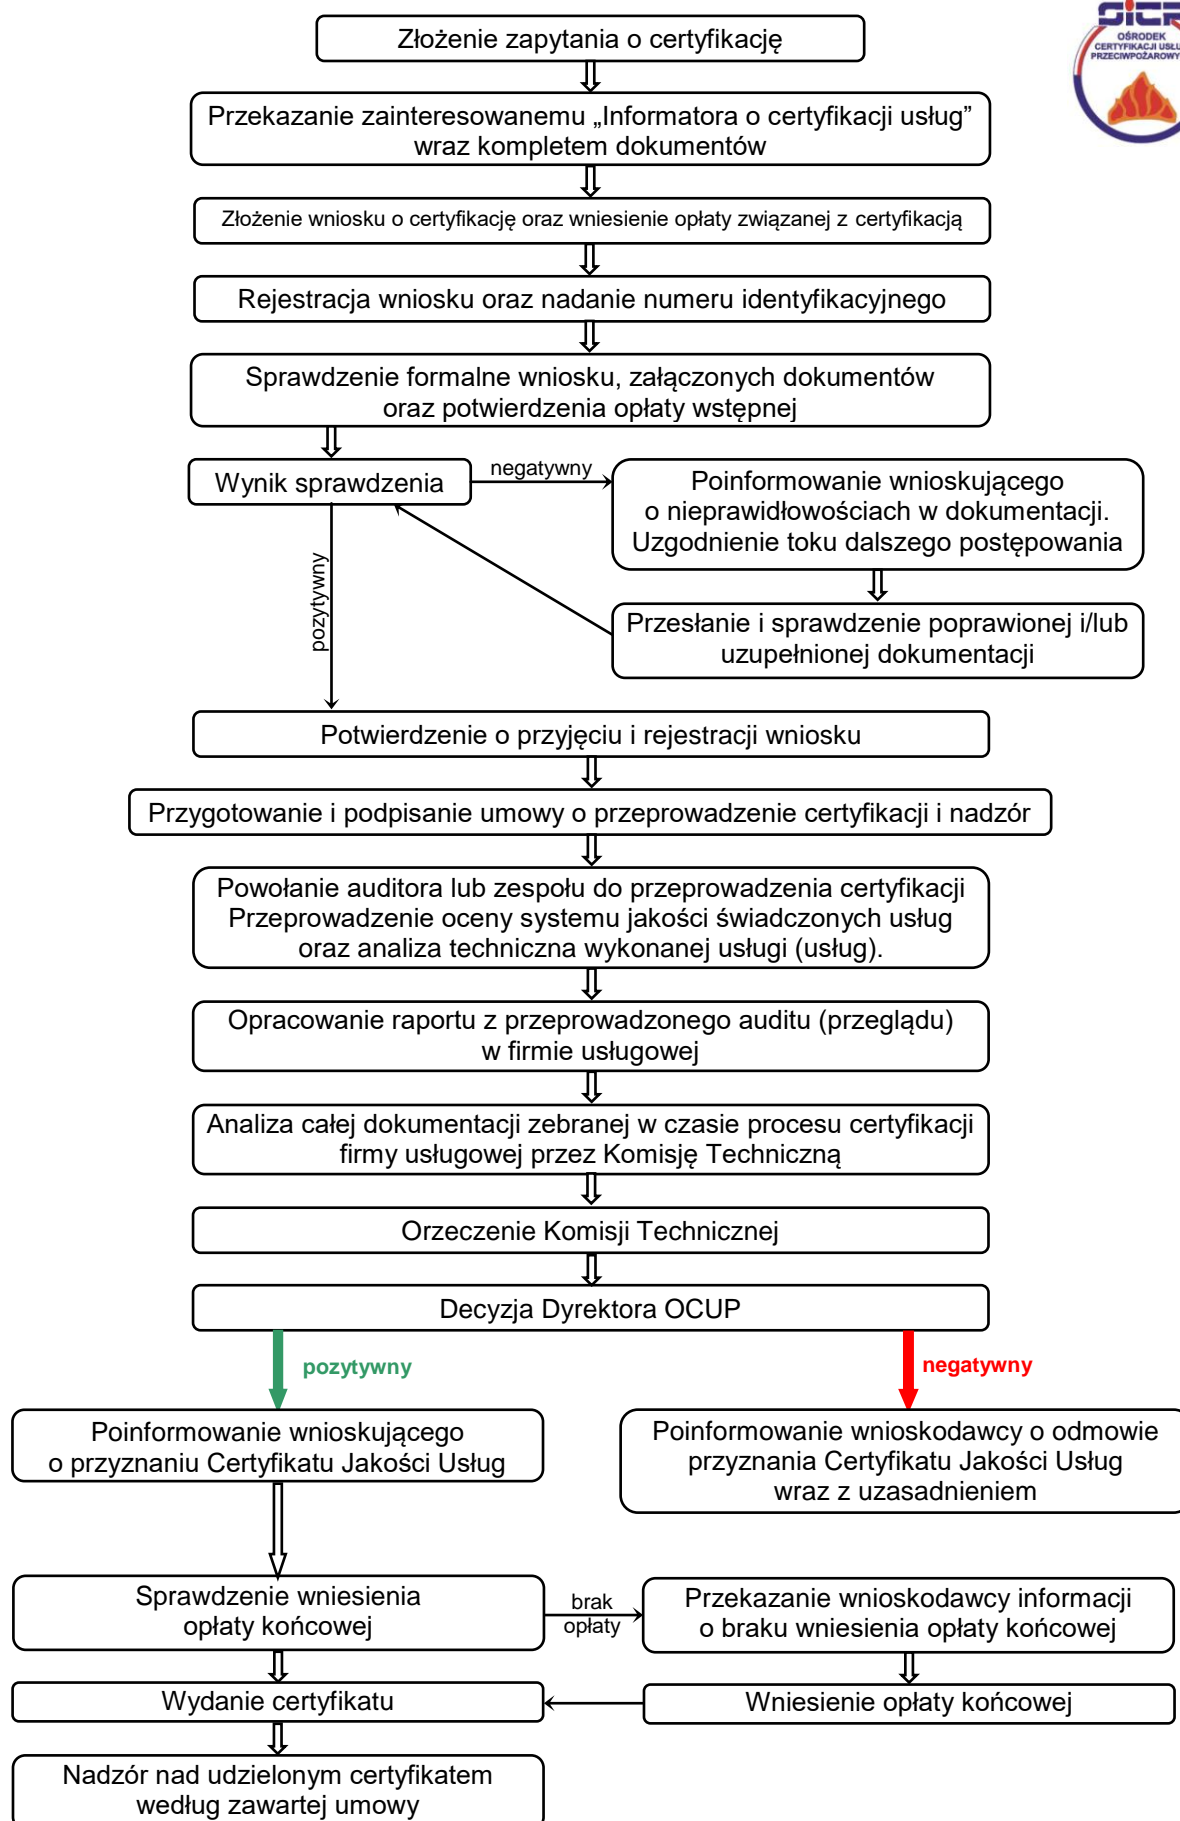 SITP
OŚRODEK
CERTYFIKACJI USŁU
PRZECIWPOŻAROWY
Złożenie zapytania o certyfikację
Przekazanie zainteresowanemu „Informatora o certyfikacji usług”
wraz kompletem dokumentów
Złożenie wniosku o certyfikację oraz wniesienie opłaty związanej z certyfikacją
Rejestracja wniosku oraz nadanie numeru identyfikacyjnego
Sprawdzenie formalne wniosku, załączonych dokumentów
oraz potwierdzenia opłaty wstępnej
Wynik sprawdzenia
negatywny
Poinformowanie wnioskującego
o nieprawidłowościach w dokumentacji.
Uzgodnienie toku dalszego postępowania
pozytywny
Przesłanie i sprawdzenie poprawionej i/lub
uzupełnionej dokumentacji
Potwierdzenie o przyjęciu i rejestracji wniosku
Przygotowanie i podpisanie umowy o przeprowadzenie certyfikacji i nadzór
Powołanie auditora lub zespołu do przeprowadzenia certyfikacji
Przeprowadzenie oceny systemu jakości świadczonych usług
oraz analiza techniczna wykonanej usługi (usług).
Opracowanie raportu z przeprowadzonego auditu (przeglądu)
w firmie usługowej
Analiza całej dokumentacji zebranej w czasie procesu certyfikacji
firmy usługowej przez Komisję Techniczną
Orzeczenie Komisji Technicznej
Decyzja Dyrektora OCUP
pozytywny
negatywny
Poinformowanie wnioskującego
o przyznaniu Certyfikatu Jakości Usług
Poinformowanie wnioskodawcy o odmowie
przyznania Certyfikatu Jakości Usług
wraz z uzasadnieniem
Sprawdzenie wniesienia
opłaty końcowej
brak
opłaty
Przekazanie wnioskodawcy informacji
o braku wniesienia opłaty końcowej
Wydanie certyfikatu
Wniesienie opłaty końcowej
Nadzór nad udzielonym certyfikatem
według zawartej umowy